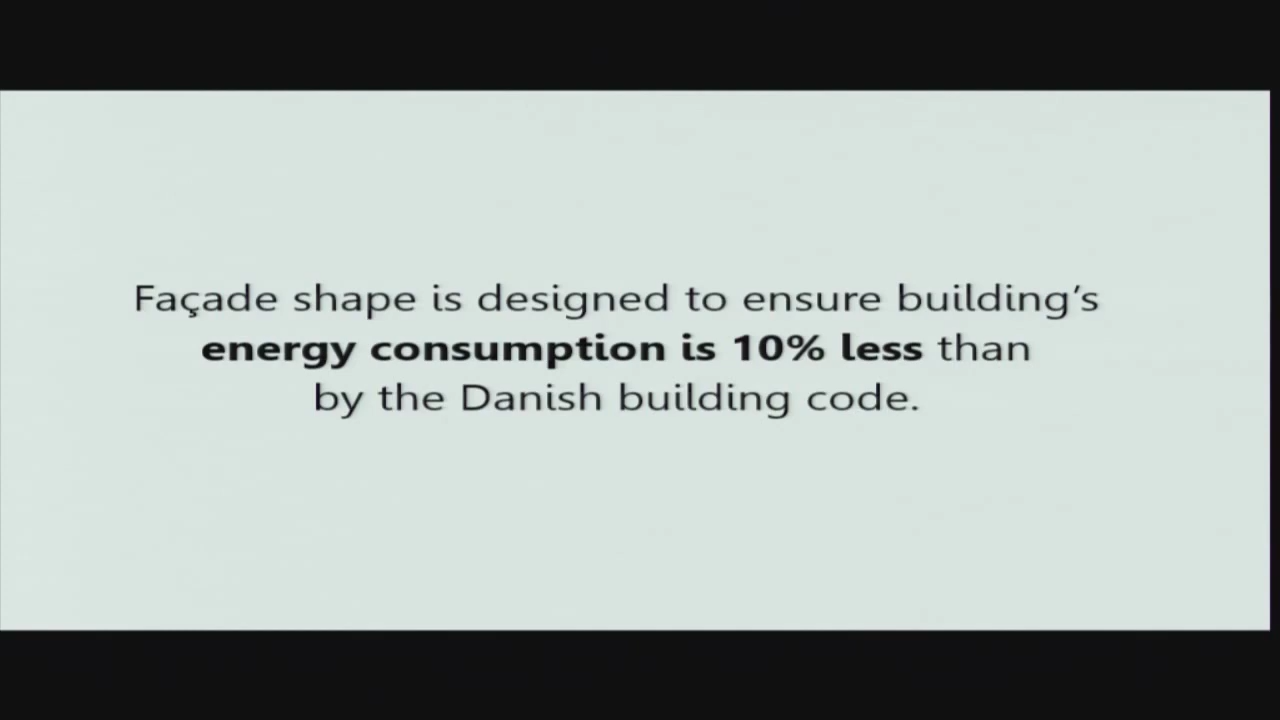 Façade shape is designed to ensure building’s
energy consumption is 10% less than
by the Danish building code.